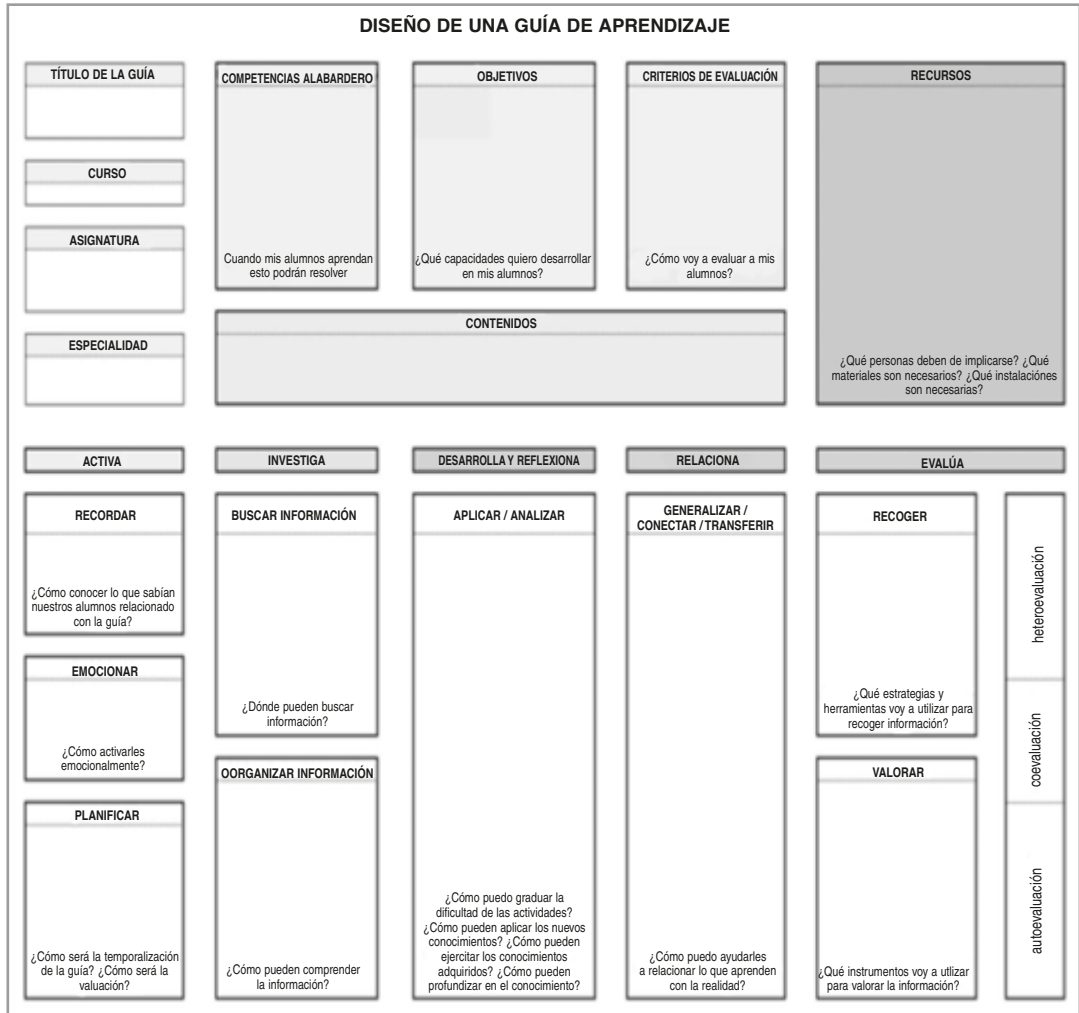 DISEÑO DE UNA GUÍA DE APRENDIZAJE
TÍTULO DE LA GUÍA
CURSO
ASIGNATURA
ESPECIALIDAD
COMPETENCIAS ALABARDERO
Cuando mis alumnos aprendan
esto podrán resolver
OBJETIVOS
¿Qué capacidades quiero desarrollar
en mis alumnos?
CRITERIOS DE EVALUACIÓN
¿Cómo voy a evaluar a mis
alumnos?
CONTENIDOS
RECURSOS
¿Qué personas deben de implicarse? ¿Qué
materiales son necesarios? ¿Qué instalaciónes
son necesarias?
ACTIVA
RECORDAR
¿Cómo conocer lo que sabían
nuestros alumnos relacionado
con la guía?
EMOCIONAR
¿Cómo activarles
emocionalmente?
PLANIFICAR
¿Cómo será la temporalización
de la guía? ¿Cómo será la
valuación?
INVESTIGA
BUSCAR INFORMACIÓN
¿Dónde pueden buscar
información?
OORGANIZAR INFORMACIÓN
¿Cómo pueden comprender
la información?
DESARROLLA Y REFLEXIONA
APLICAR / ANALIZAR
¿Cómo puedo graduar la
dificultad de las actividades?
¿Cómo pueden aplicar los nuevos
conocimientos? ¿Cómo pueden
ejercitar los conocimientos
adquiridos? ¿Cómo pueden
profundizar en el conocimiento?
RELACIONA
GENERALIZAR /
CONECTAR / TRANSFERIR
¿Cómo puedo ayudarles
a relacionar lo que aprenden
con la realidad?
EVALÚA
RECOGER
¿Qué estrategias y
herramientas voy a utilizar para
recoger información?
VALORAR
¿Qué instrumentos voy a utlizar
para valorar la información?
heteroevaluación
coevaluación
autoevaluación